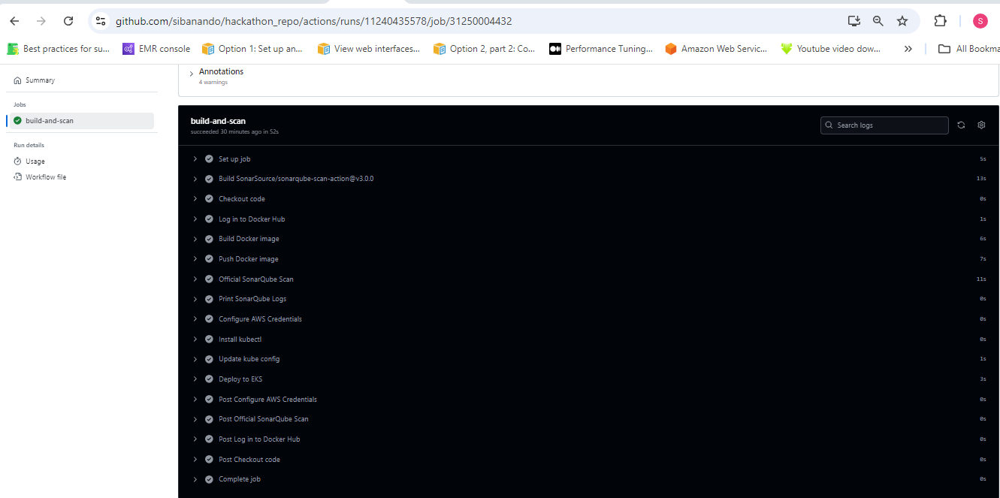 github.com/sibanando/hackathon_repo/actions/runs/11240435578/job/31250004432
S
Best practices for su...
EMR console
Option 1: Set up an...
View web interfaces...
Option 2, part 2: Co...
Performance Tuning...
Amazon Web Servic...
Youtube video dow...
All Bookma
Summary
Jobs
build-and-scan
Run details
Usage
Workflow file
Annotations
4 warnings
build-and-scan
succeeded 30 minutes ago in 52s
Search logs
Set up job 5s
Build SonarSource/sonarqube-scan-action@v3.0.0 13s
Checkout code 0s
Log in to Docker Hub 1s
Build Docker image 6s
Push Docker image 7s
Official SonarQube Scan 11s
Print SonarQube Logs 0s
Configure AWS Credentials 0s
Install kubectl 0s
Update kube config 1s
Deploy to EKS 3s
Post Configure AWS Credentials 0s
Post Official SonarQube Scan 0s
Post Log in to Docker Hub 0s
Post Checkout code 0s
Complete job 0s